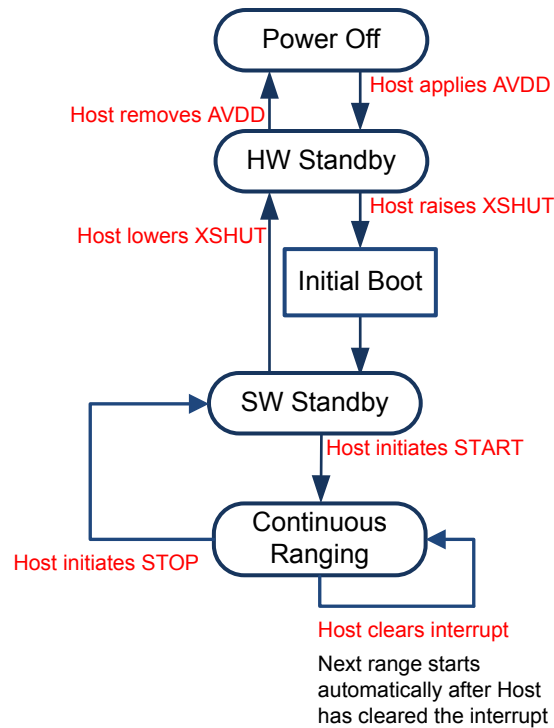 Power Off
Host applies AVDD
Host removes AVDD
HW Standby
Host raises XSHUT
Host lowers XSHUT
Initial Boot
SW Standby
Host initiates START
Continuous
Ranging
Host initiates STOP
Host clears interrupt
Next range starts
automatically after Host
has cleared the interrupt